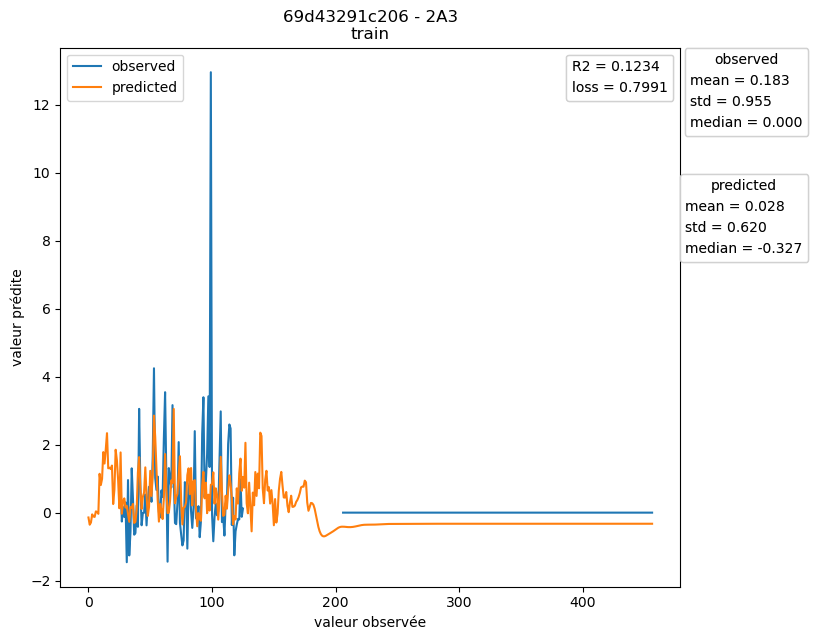 69d43291c206 - 2A3
train
observed
predicted
R2 = 0.1234
loss = 0.7991
observed
mean = 0.183
std = 0.955
median = 0.000
predicted
mean = 0.028
std = 0.620
median = -0.327
valeur prédite
12
10
8
6
4
2
0
−2
0
100
200
300
400
valeur observée